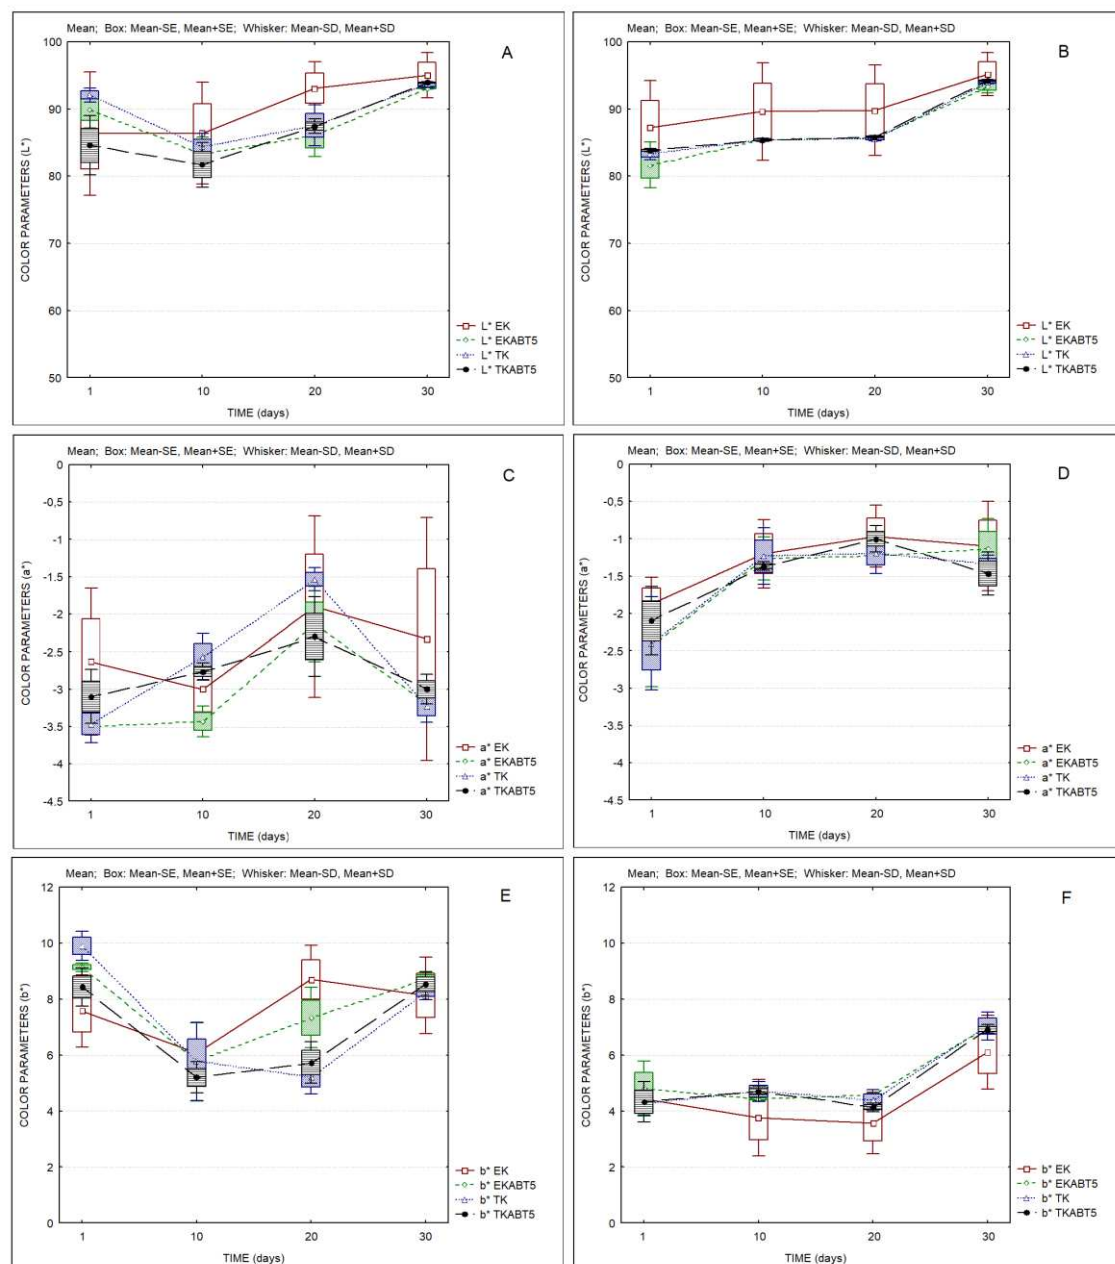 Mean; Box: Mean-SE, Mean+SE; Whisker: Mean-SD, Mean+SD
A
COLOR PARAMETERS (L*)
100
90
80
70
60
50
1
10
20
30
TIME (days)
L* EK
L* EKABT5
L* TK
L* TKABT5
Mean; Box: Mean-SE, Mean+SE; Whisker: Mean-SD, Mean+SD
B
COLOR PARAMETERS (L*)
100
90
80
70
60
50
1
10
20
30
TIME (days)
L* EK
L* EKABT5
L* TK
L* TKABT5
Mean; Box: Mean-SE, Mean+SE; Whisker: Mean-SD, Mean+SD
C
COLOR PARAMETERS (a*)
0
-0,5
-1
-1.5
-2
-2.5
-3
-3.5
-4
-4.5
1
10
20
30
TIME (days)
a* EK
a* EKABT5
a* TK
a* TKABT5
Mean; Box: Mean-SE, Mean+SE; Whisker: Mean-SD, Mean+SD
D
COLOR PARAMETERS (a*)
0
-0,5
-1
-1.5
-2
-2.5
-3
-3.5
-4
-4.5
1
10
20
30
TIME (days)
a* EK
a* EKABT5
a* TK
a* TKABT5
Mean; Box: Mean-SE, Mean+SE; Whisker: Mean-SD, Mean+SD
E
COLOR PARAMETERS (b*)
12
10
8
6
4
2
0
1
10
20
30
TIME (days)
b* EK
b* EKABT5
b* TK
b* TKABT5
Mean; Box: Mean-SE, Mean+SE; Whisker: Mean-SD, Mean+SD
F
COLOR PARAMETERS (b*)
12
10
8
6
4
2
0
1
10
20
30
TIME (days)
b* EK
b* EKABT5
b* TK
b* TKABT5